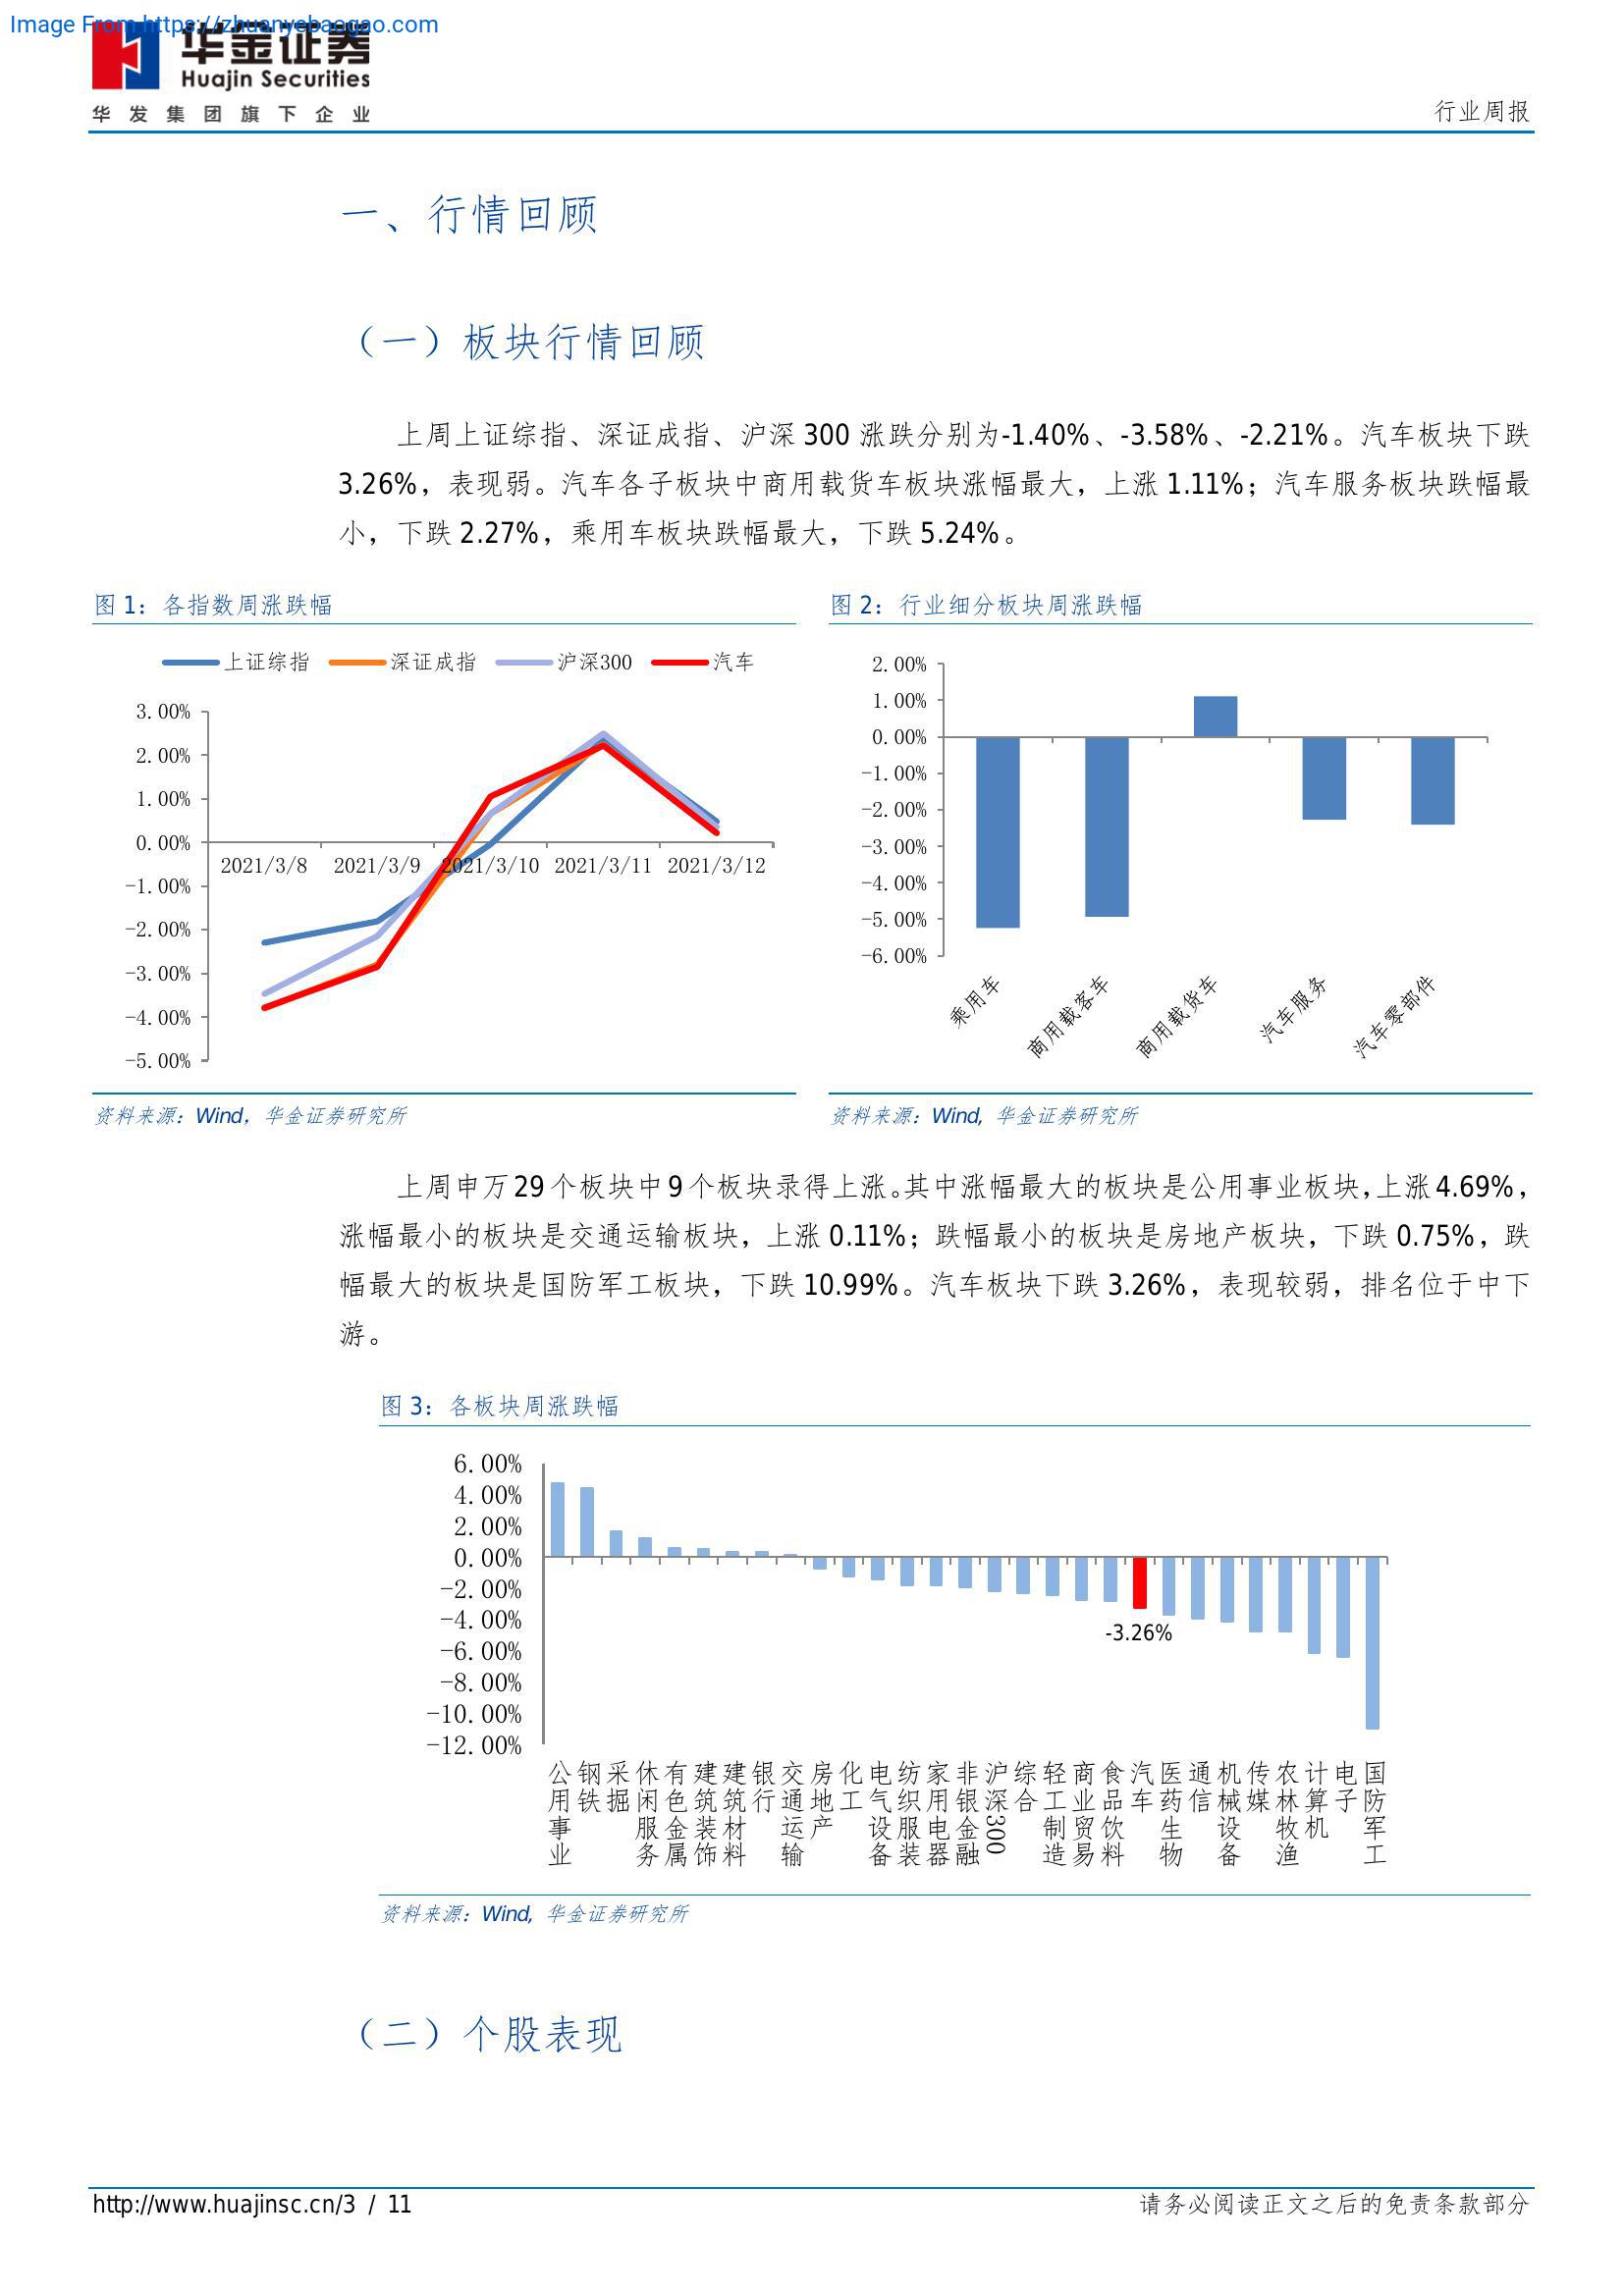 Image From https://zhuanyebaogao.com
华金证券
Huajin Securities
华发集团旗下企业
行业周报
一、行情回顾
（一）板块行情回顾
上周上证综指、深证成指、沪深 300 涨跌分别为-1.40%、-3.58%、-2.21%。汽车板块下跌
3.26%，表现弱。汽车各子板块中商用载货车板块涨幅最大，上涨 1.11%；汽车服务板块跌幅最
小，下跌 2.27%，乘用车板块跌幅最大，下跌 5.24%。
图 1：各指数周涨跌幅
上证综指 深证成指 沪深300 汽车
3.00%
2.00%
1.00%
0.00%
-1.00%
-2.00%
-3.00%
-4.00%
-5.00%
2021/3/8 2021/3/9 2021/3/10 2021/3/11 2021/3/12
资料来源：Wind，华金证券研究所
图 2：行业细分板块周涨跌幅
2.00%
1.00%
0.00%
-1.00%
-2.00%
-3.00%
-4.00%
-5.00%
-6.00%
乘用车
商用载客车
商用载货车
汽车服务
汽车零部件
资料来源：Wind，华金证券研究所
上周申万 29 个板块中 9 个板块录得上涨。其中涨幅最大的板块是公用事业板块，上涨 4.69%，
涨幅最小的板块是交通运输板块，上涨 0.11%；跌幅最小的板块是房地产板块，下跌 0.75%，跌
幅最大的板块是国防军工板块，下跌 10.99%。汽车板块下跌 3.26%，表现较弱，排名位于中下
游。
图 3：各板块周涨跌幅
6.00%
4.00%
2.00%
0.00%
-2.00%
-4.00%
-6.00%
-8.00%
-10.00%
-12.00%
-3.26%
公用事业
钢铁
采掘
休闲服务
有色金属
建筑装饰
建筑材料
银行
交通运输
房地产
化工
电气设备
纺织服装
家用电器
非银金融
沪深300
综合
轻工制造
商业贸易
食品饮料
汽车
医药生物
通信
机械设备
传媒
农林牧渔
计算机
电子
国防军工
资料来源：Wind，华金证券研究所
（二）个股表现
http://www.huajinsc.cn/3 / 11
请务必阅读正文之后的免责条款部分